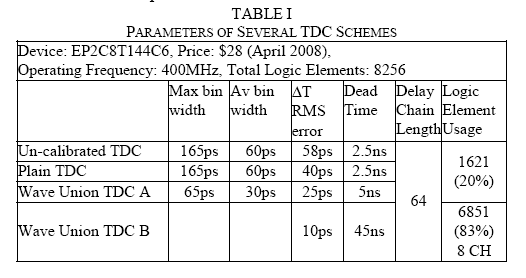 TABLE I
PARAMETERS OF SEVERAL TDC SCHEMES
Device: EP2C8T144C6, Price: $28 (April 2008),
Operating Frequency: 400MHz, Total Logic Elements: 8256
Max bin width Av bin width ΔT RMS error Dead Time Delay Chain Length Logic Element Usage
Un-calibrated TDC 165ps 60ps 58ps 2.5ns 64 1621 (20%)
Plain TDC 165ps 60ps 40ps 2.5ns
Wave Union TDC A 65ps 30ps 25ps 5ns
Wave Union TDC B 10ps 45ns 6851 (83%) 8 CH